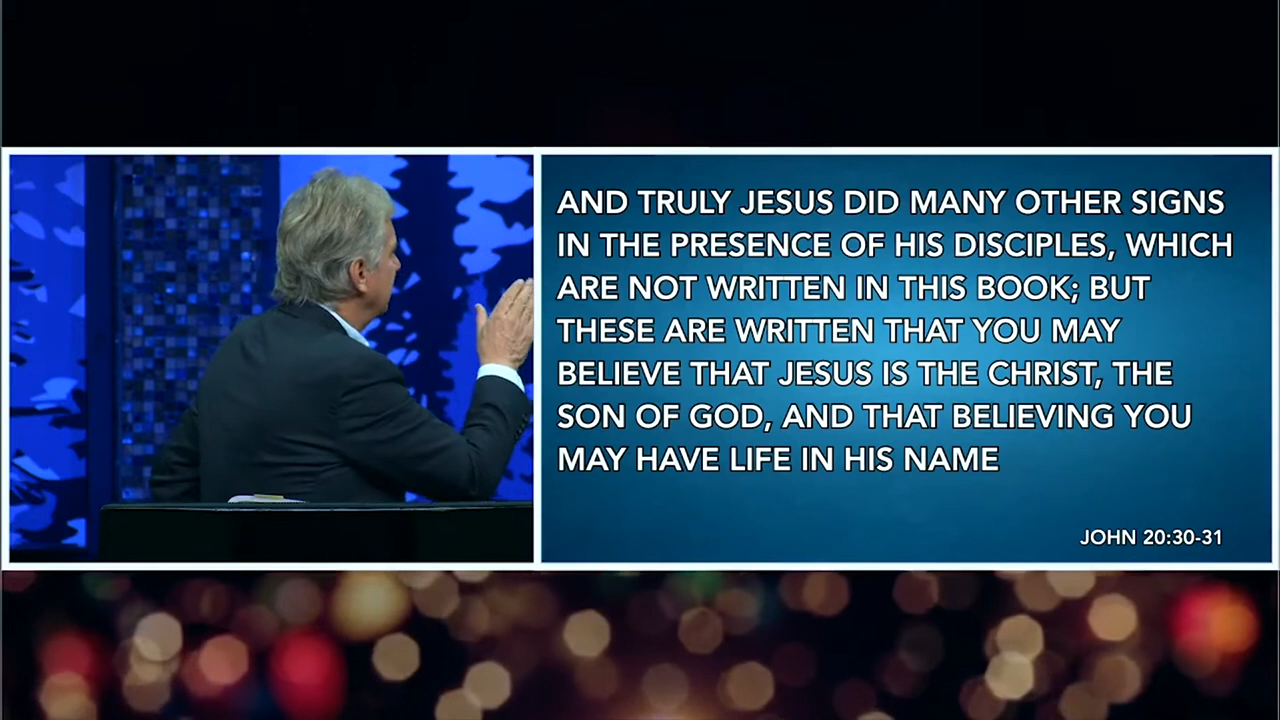 AND TRULY JESUS DID MANY OTHER SIGNS
IN THE PRESENCE OF HIS DISCIPLES, WHICH
ARE NOT WRITTEN IN THIS BOOK; BUT
THESE ARE WRITTEN THAT YOU MAY
BELIEVE THAT JESUS IS THE CHRIST, THE
SON OF GOD, AND THAT BELIEVING YOU
MAY HAVE LIFE IN HIS NAME
JOHN 20:30-31